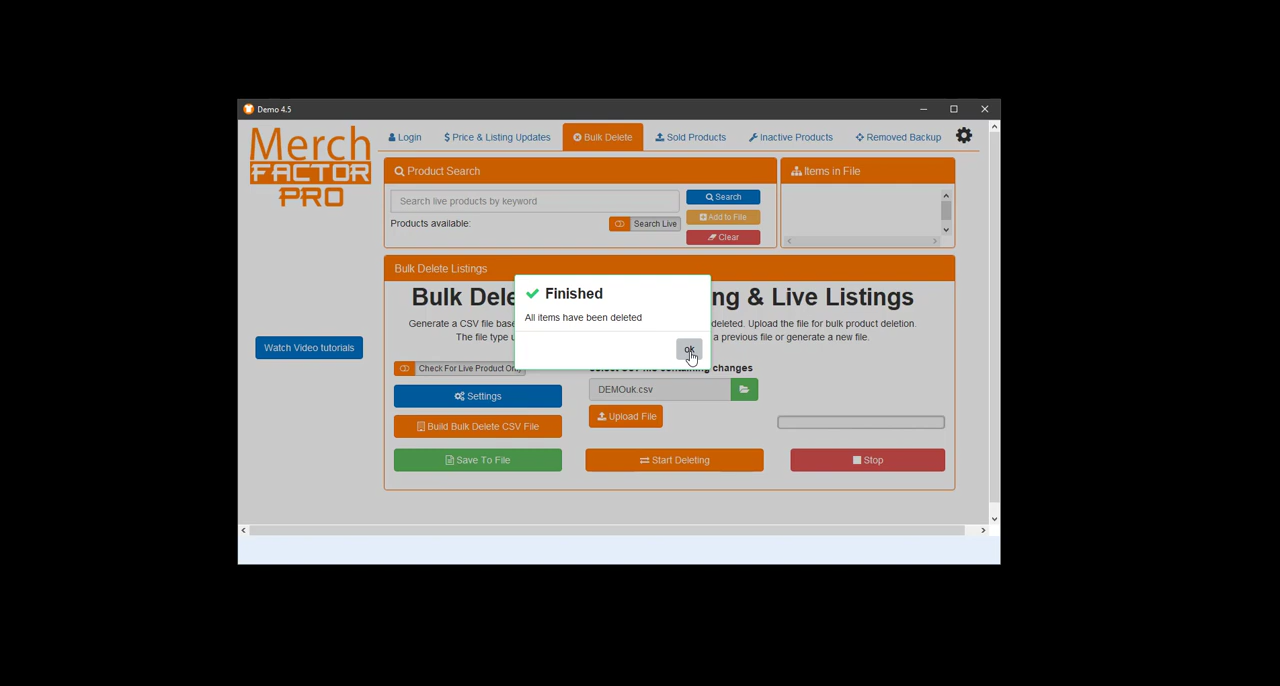 Demo 4.5
Merch
FACTOR
PRO
Login
$ Price & Listing Updates
Bulk Delete
Sold Products
Inactive Products
Removed Backup
Product Search
Search live products by keyword
Products available:
Search Live
Search
Add to File
Clear
Items in File
Bulk Delete Listings
Bulk Dele ng & Live Listings
Generate a CSV file base deleted. Upload the file for bulk product deletion.
The file type u a previous file or generate a new file.
Finished
All items have been deleted
ok
Watch Video tutorials
Check For Live Product Only
changes
Settings
DEMOuk.csv
Build Bulk Delete CSV File
Upload File
Save To File
Start Deleting
Stop